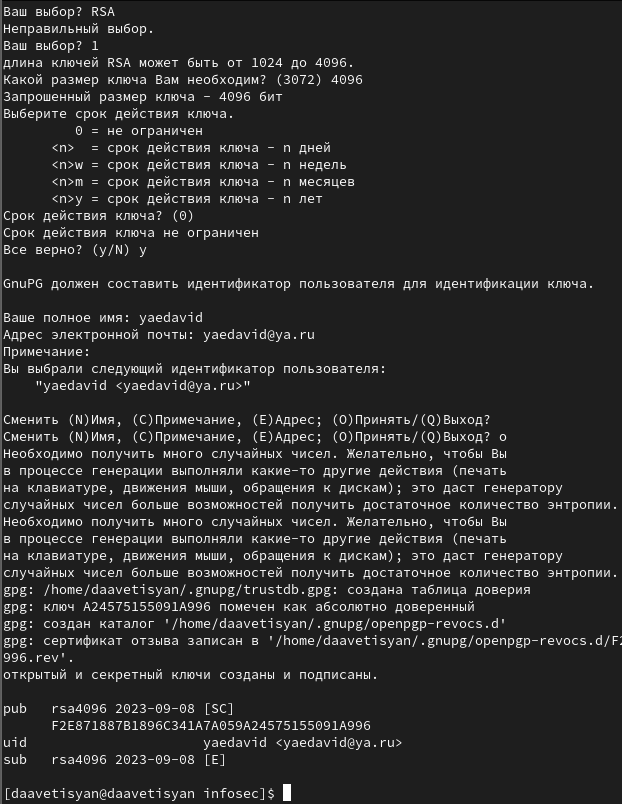 Ваш выбор? RSA
Неправильный выбор.
Ваш выбор? 1
длина ключей RSA может быть от 1024 до 4096.
Какой размер ключа Вам необходим? (3072) 4096
Запрошенный размер ключа - 4096 бит
Выберите срок действия ключа.
         0 = не ограничен
      <n>  = срок действия ключа - n дней
      <n>w = срок действия ключа - n недель
      <n>m = срок действия ключа - n месяцев
      <n>y = срок действия ключа - n лет
Срок действия ключа? (0)
Срок действия ключа не ограничен
Все верно? (y/N) y

GnuPG должен составить идентификатор пользователя для идентификации ключа.

Ваше полное имя: yaedavid
Адрес электронной почты: yaedavid@ya.ru
Примечание:
Вы выбрали следующий идентификатор пользователя:
    "yaedavid <yaedavid@ya.ru>"

Сменить (N)Имя, (C)Примечание, (E)Адрес; (O)Принять/(Q)Выход?
Сменить (N)Имя, (C)Примечание, (E)Адрес; (O)Принять/(Q)Выход? o
Необходимо получить много случайных чисел. Желательно, чтобы Вы
в процессе генерации выполняли какие-то другие действия (печать
на клавиатуре, движения мыши, обращения к дискам); это даст генератору
случайных чисел больше возможностей получить достаточное количество энтропии.
Необходимо получить много случайных чисел. Желательно, чтобы Вы
в процессе генерации выполняли какие-то другие действия (печать
на клавиатуре, движения мыши, обращения к дискам); это даст генератору
случайных чисел больше возможностей получить достаточное количество энтропии.
gpg: /home/daavetisyan/.gnupg/trustdb.gpg: создана таблица доверия
gpg: ключ A24575155091A996 помечен как абсолютно доверенный
gpg: создан каталог '/home/daavetisyan/.gnupg/openpgp-revocs.d'
gpg: сертификат отзыва записан в '/home/daavetisyan/.gnupg/openpgp-revocs.d/F2
996.rev'.
открытый и секретный ключи созданы и подписаны.

pub   rsa4096 2023-09-08 [SC]
      F2E871887B1896C341A7A059A24575155091A996
uid                      yaedavid <yaedavid@ya.ru>
sub   rsa4096 2023-09-08 [E]

[daavetisyan@daavetisyan infosec]$